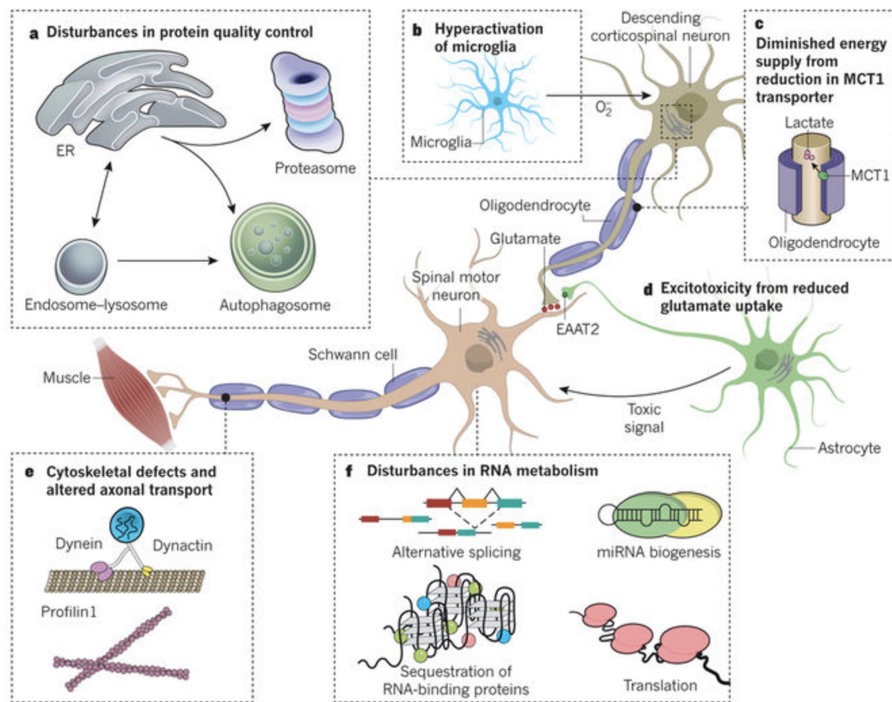 a Disturbances in protein quality control
ER
Proteasome
Endosome–lysosome
Autophagosome
b Hyperactivation
of microglia
Microglia
O₂⁻
Descending
corticospinal neuron
c
Diminished energy
supply from
reduction in MCT1
transporter
Lactate
MCT1
Oligodendrocyte
Oligodendrocyte
Glutamate
Spinal motor
neuron
EAAT2
d Excitotoxicity from reduced
glutamate uptake
Schwann cell
Muscle
Toxic
signal
Astrocyte
e Cytoskeletal defects and
altered axonal transport
Dynein
Dynactin
Profilin1
f Disturbances in RNA metabolism
Alternative splicing
miRNA biogenesis
Sequestration of
RNA-binding proteins
Translation